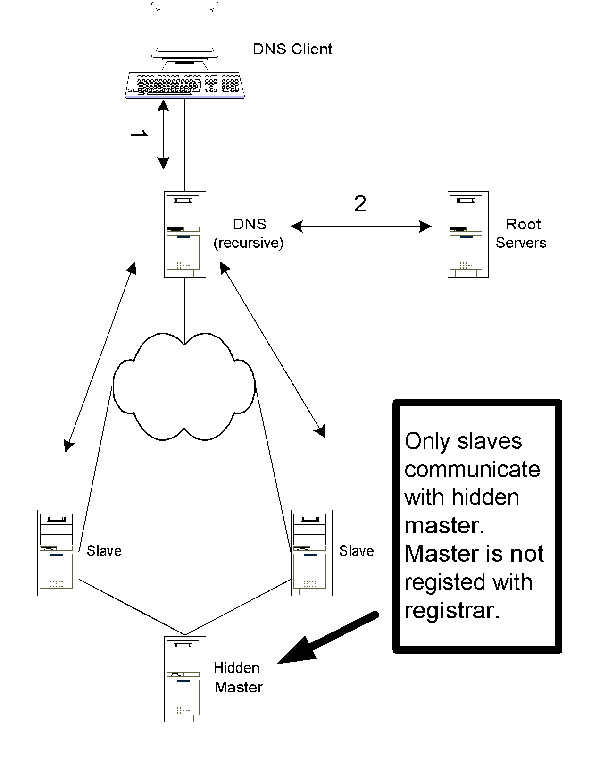 DNS Client
1
DNS
(recursive)
2
Root
Servers
Only slaves
communicate
with hidden
master.
Master is not
registed with
registrar.
Slave
Slave
Hidden
Master